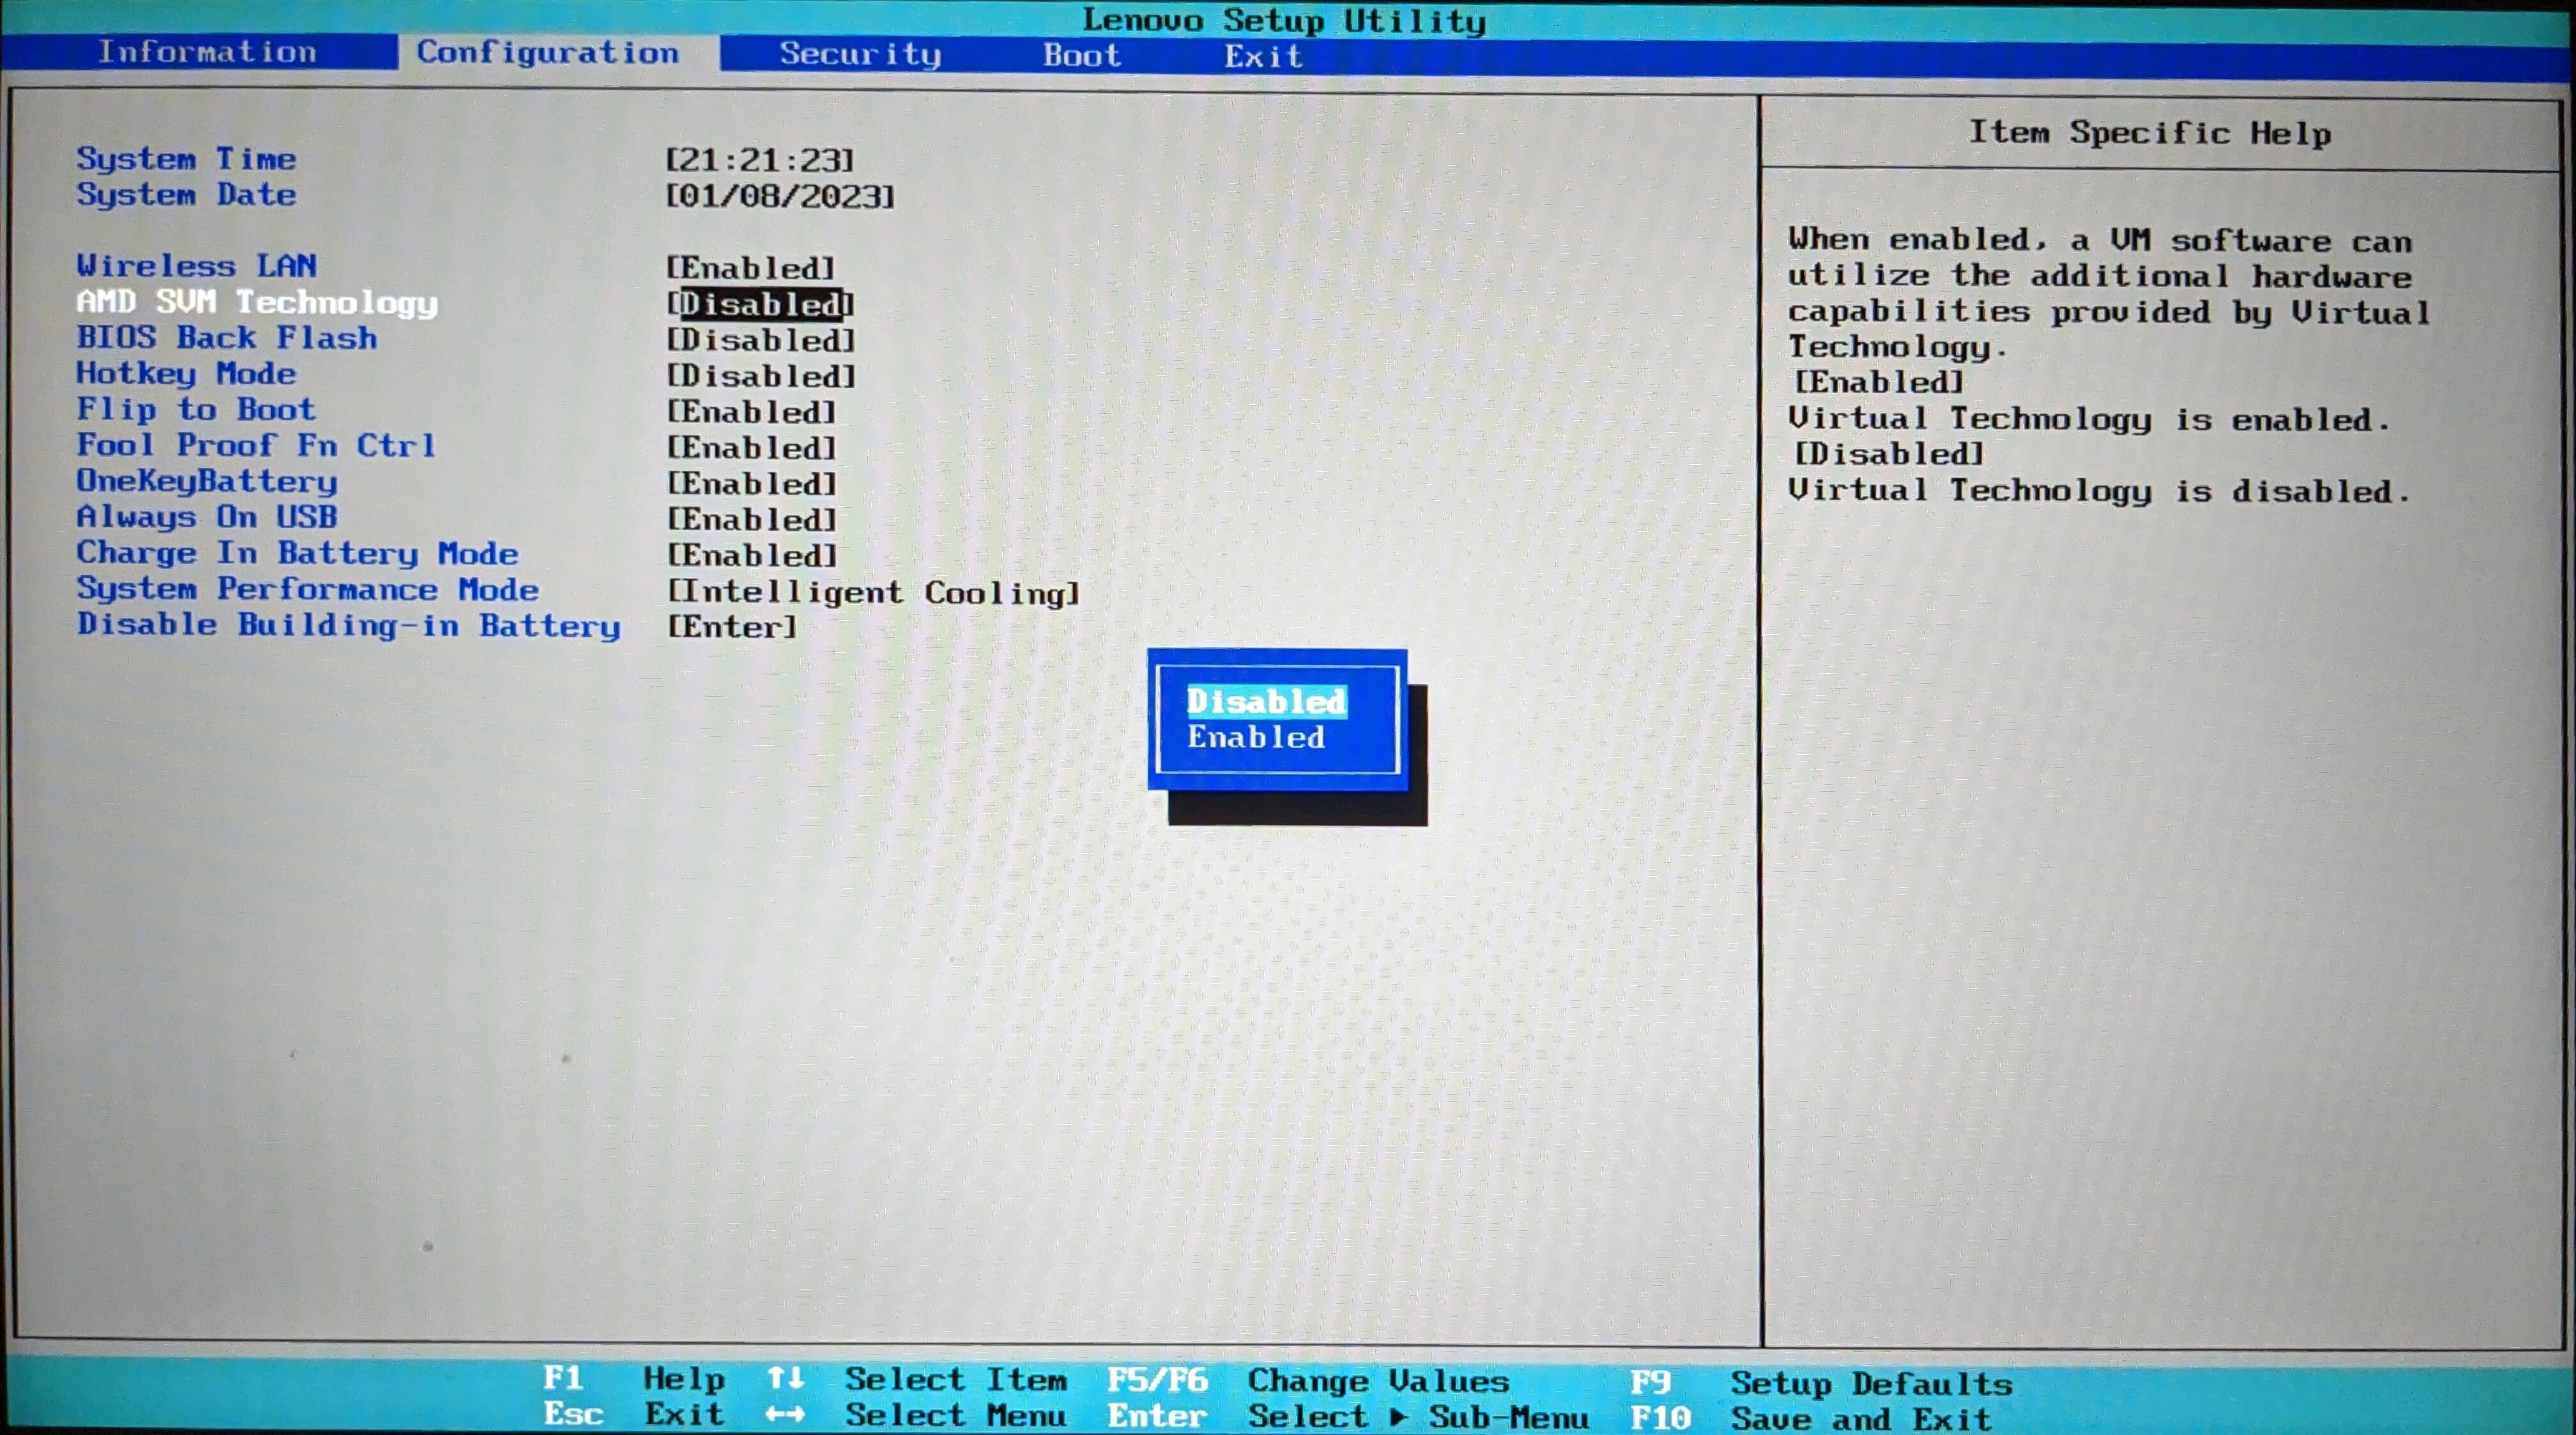 Lenovo Setup Utility
Information Configuration Security Boot Exit
System Time [21:21:23]
System Date [01/08/2023]
Wireless LAN [Enabled]
AMD SVM Technology [Disabled]
BIOS Back Flash [Disabled]
Hotkey Mode [Disabled]
Flip to Boot [Enabled]
Fool Proof Fn Ctrl [Enabled]
OneKeyBattery [Enabled]
Always On USB [Enabled]
Charge In Battery Mode [Enabled]
System Performance Mode [Intelligent Cooling]
Disable Building-in Battery [Enter]
Disabled
Enabled
Item Specific Help
When enabled, a VM software can
utilize the additional hardware
capabilities provided by Virtual
Technology.
[Enabled]
Virtual Technology is enabled.
[Disabled]
Virtual Technology is disabled.
F1 Help ↑↓ Select Item F5/F6 Change Values F9 Setup Defaults
Esc Exit ←→ Select Menu Enter Select ▶ Sub-Menu F10 Save and Exit